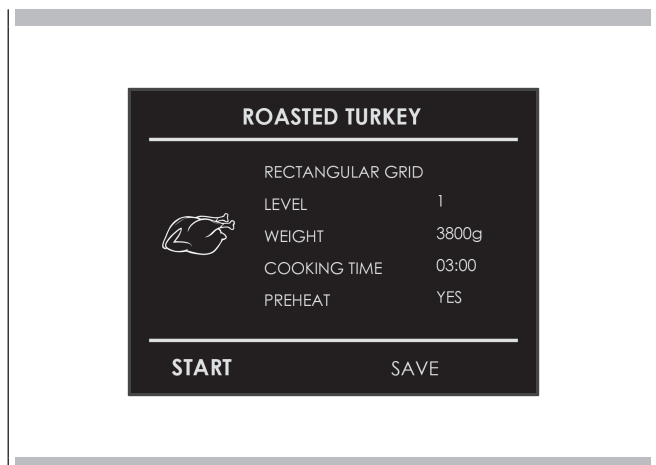 ROASTED TURKEY
RECTANGULAR GRID
LEVEL 1
WEIGHT 3800g
COOKING TIME 03:00
PREHEAT YES
START SAVE